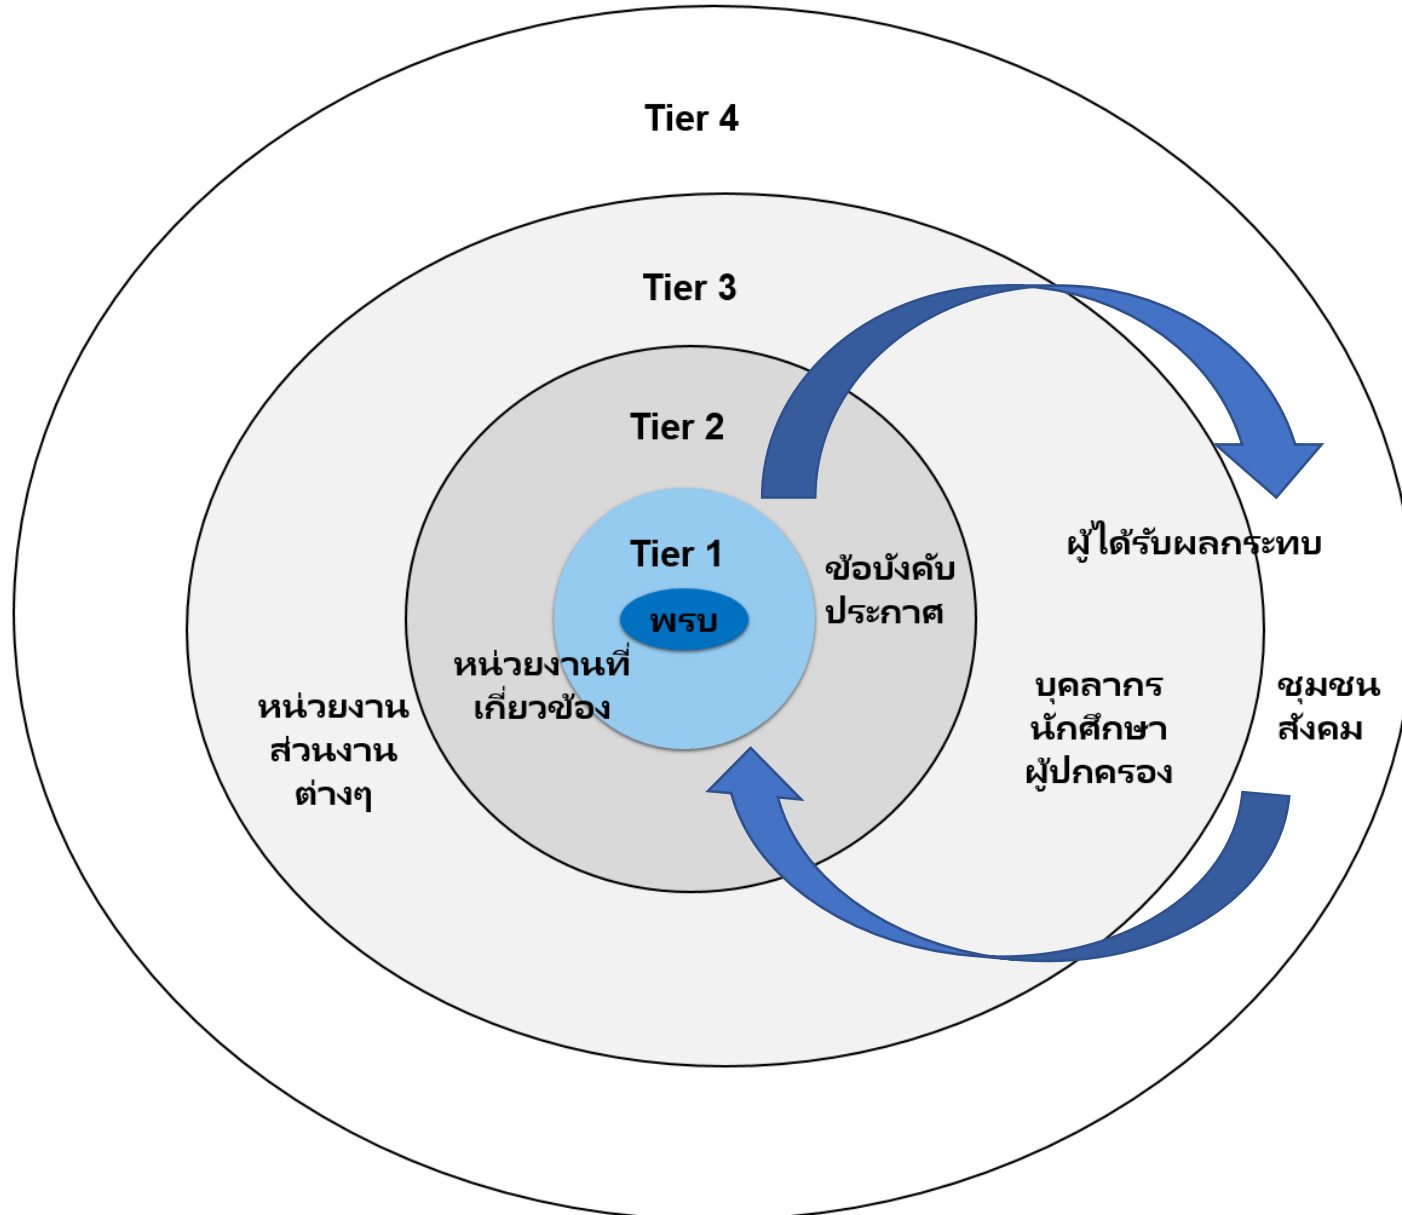 Tier 4
Tier 3
Tier 2
Tier 1
พรบ
ข้อบังคับ
ประกาศ
หน่วยงานที่
เกี่ยวข้อง
หน่วยงาน
ส่วนงาน
ต่างๆ
ผู้ได้รับผลกระทบ
บุคลากร
นักศึกษา
ผู้ปกครอง
ชุมชน
สังคม